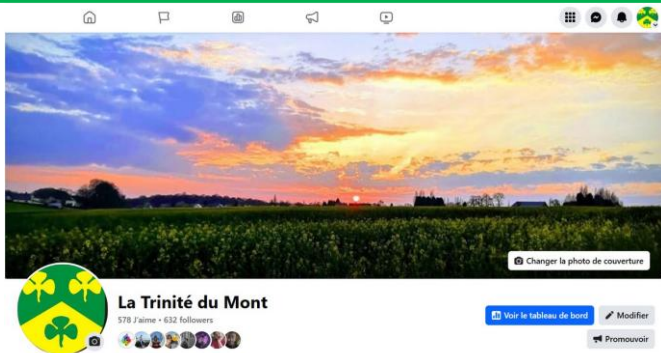 Changer la photo de couverture
La Trinité du Mont
578 J'aime • 632 followers
Voir le tableau de bord
Modifier
Promouvoir